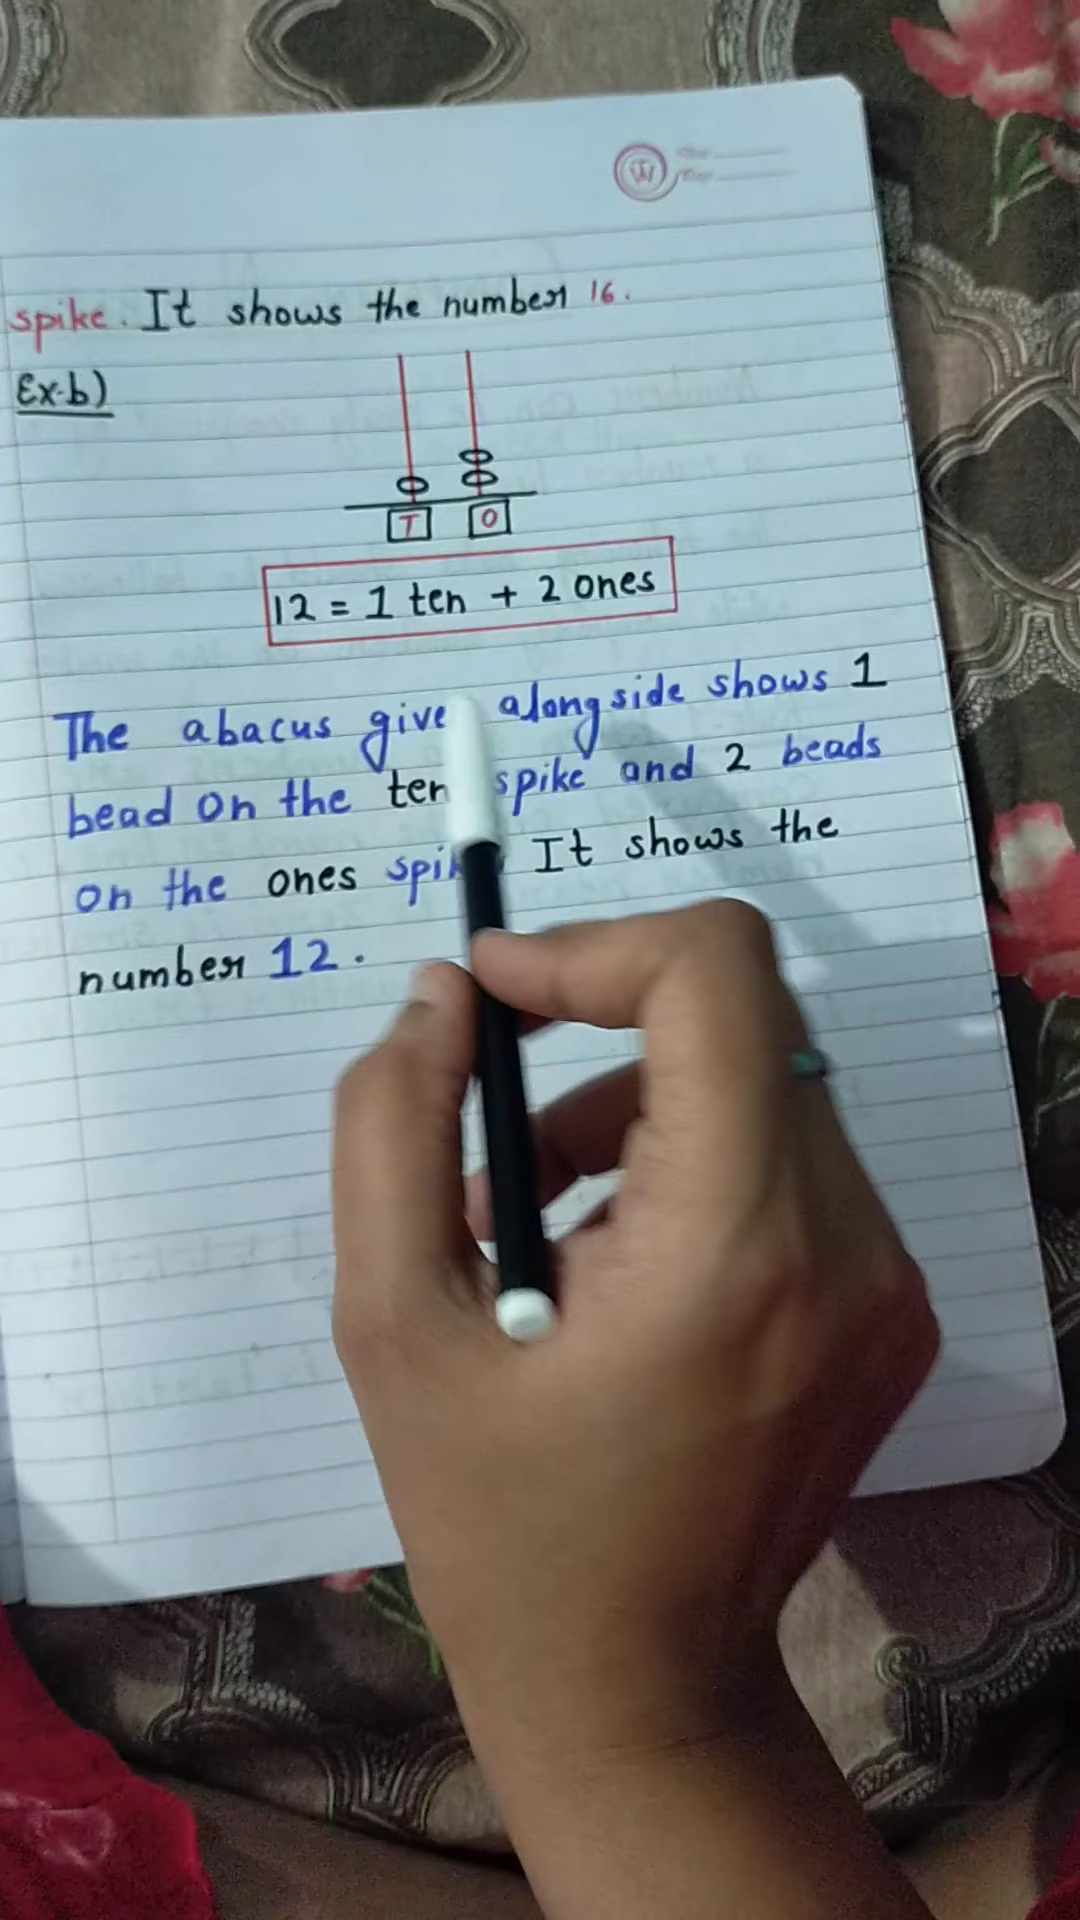 spike. It shows the number 16.
Ex-b)
T O
12 = 1 ten + 2 ones
The abacus give alongside shows 1
bead on the ten spike and 2 beads
on the ones It shows the
number 12.